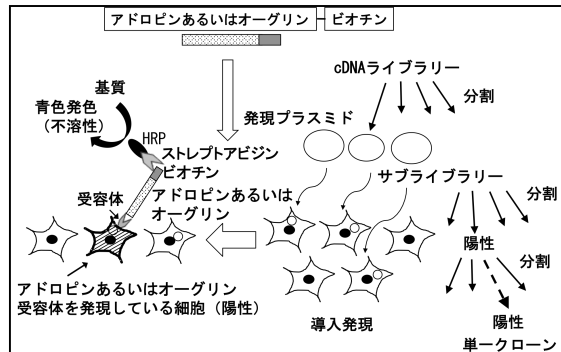 アドロピンあるいはオーグリン
ビオチン
cDNAライブラリー
分割
基質
青色発色
(不溶性)
HRP
ストレプトアビジン
ビオチン
発現プラスミド
サブライブラリー
分割
受容体
アドロピンあるいは
オーグリン
陽性
分割
アドロピンあるいはオーグリン
受容体を発現している細胞(陽性)
導入発現
陽性
単一クローン